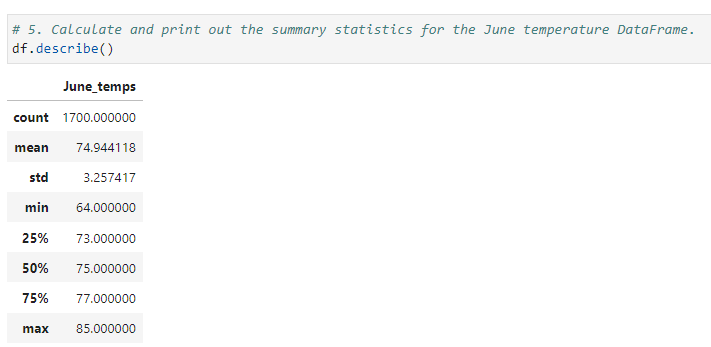 # 5. Calculate and print out the summary statistics for the June temperature DataFrame.
df.describe()
June_temps
count 1700.000000
mean 74.944118
std 3.257417
min 64.000000
25% 73.000000
50% 75.000000
75% 77.000000
max 85.000000